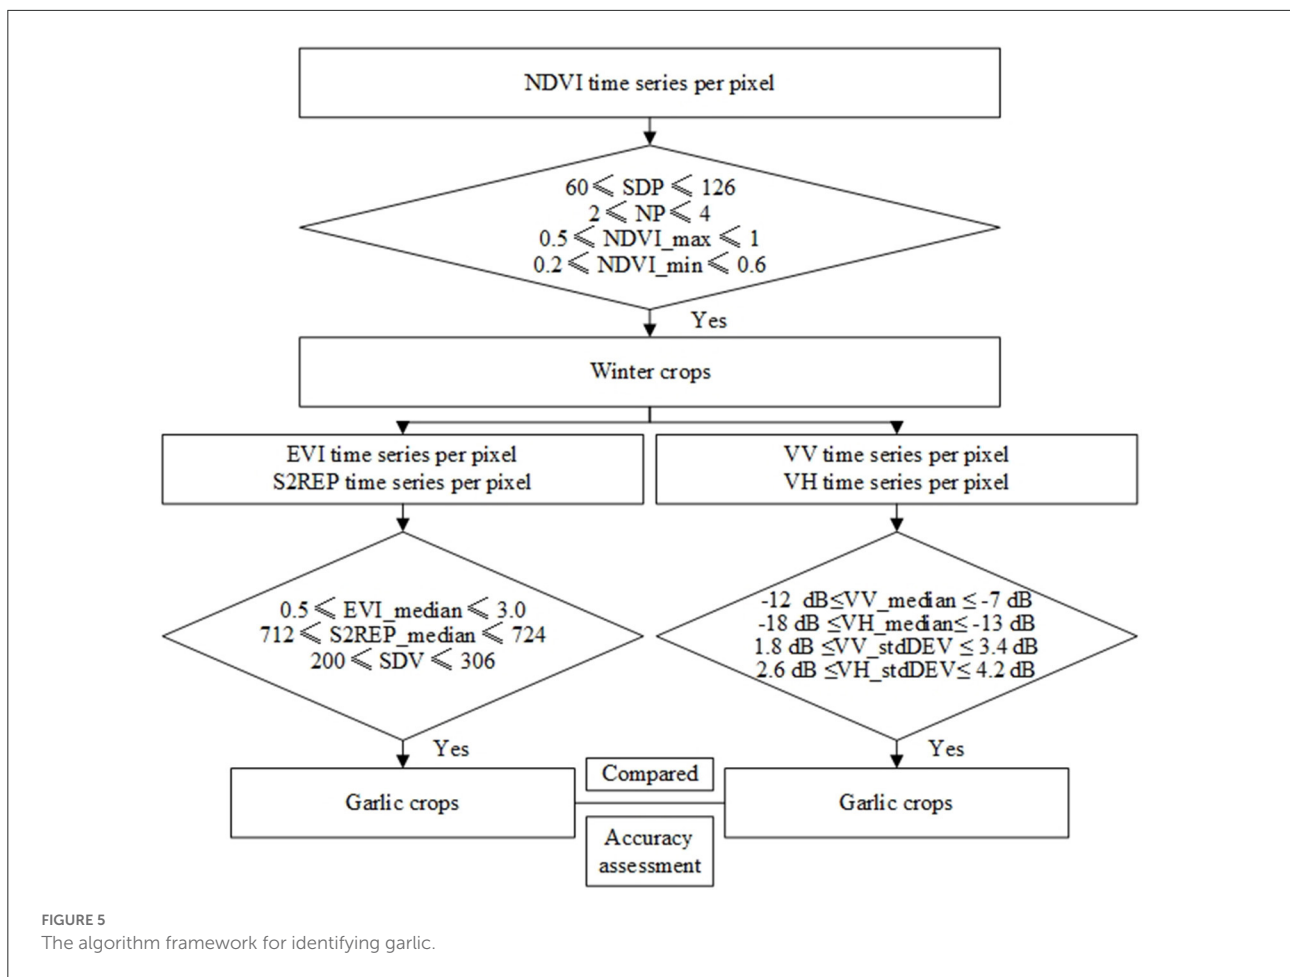 NDVI time series per pixel
60 ⩽ SDP ⩽ 126
2 ⩽ NP ⩽ 4
0.5 ⩽ NDVI_max ⩽ 1
0.2 ⩽ NDVI_min ⩽ 0.6
Yes
Winter crops
EVI time series per pixel
S2REP time series per pixel
VV time series per pixel
VH time series per pixel
0.5 ⩽ EVI_median ⩽ 3.0
712 ⩽ S2REP_median ⩽ 724
200 ⩽ SDV ⩽ 306
-12 dB≤VV_median ≤ -7 dB
-18 dB ≤VH_median≤ -13 dB
1.8 dB ≤VV_stdDEV ≤ 3.4 dB
2.6 dB ≤VH_stdDEV≤ 4.2 dB
Yes
Yes
Garlic crops
Compared
Garlic crops
Accuracy
assessment
FIGURE 5
The algorithm framework for identifying garlic.